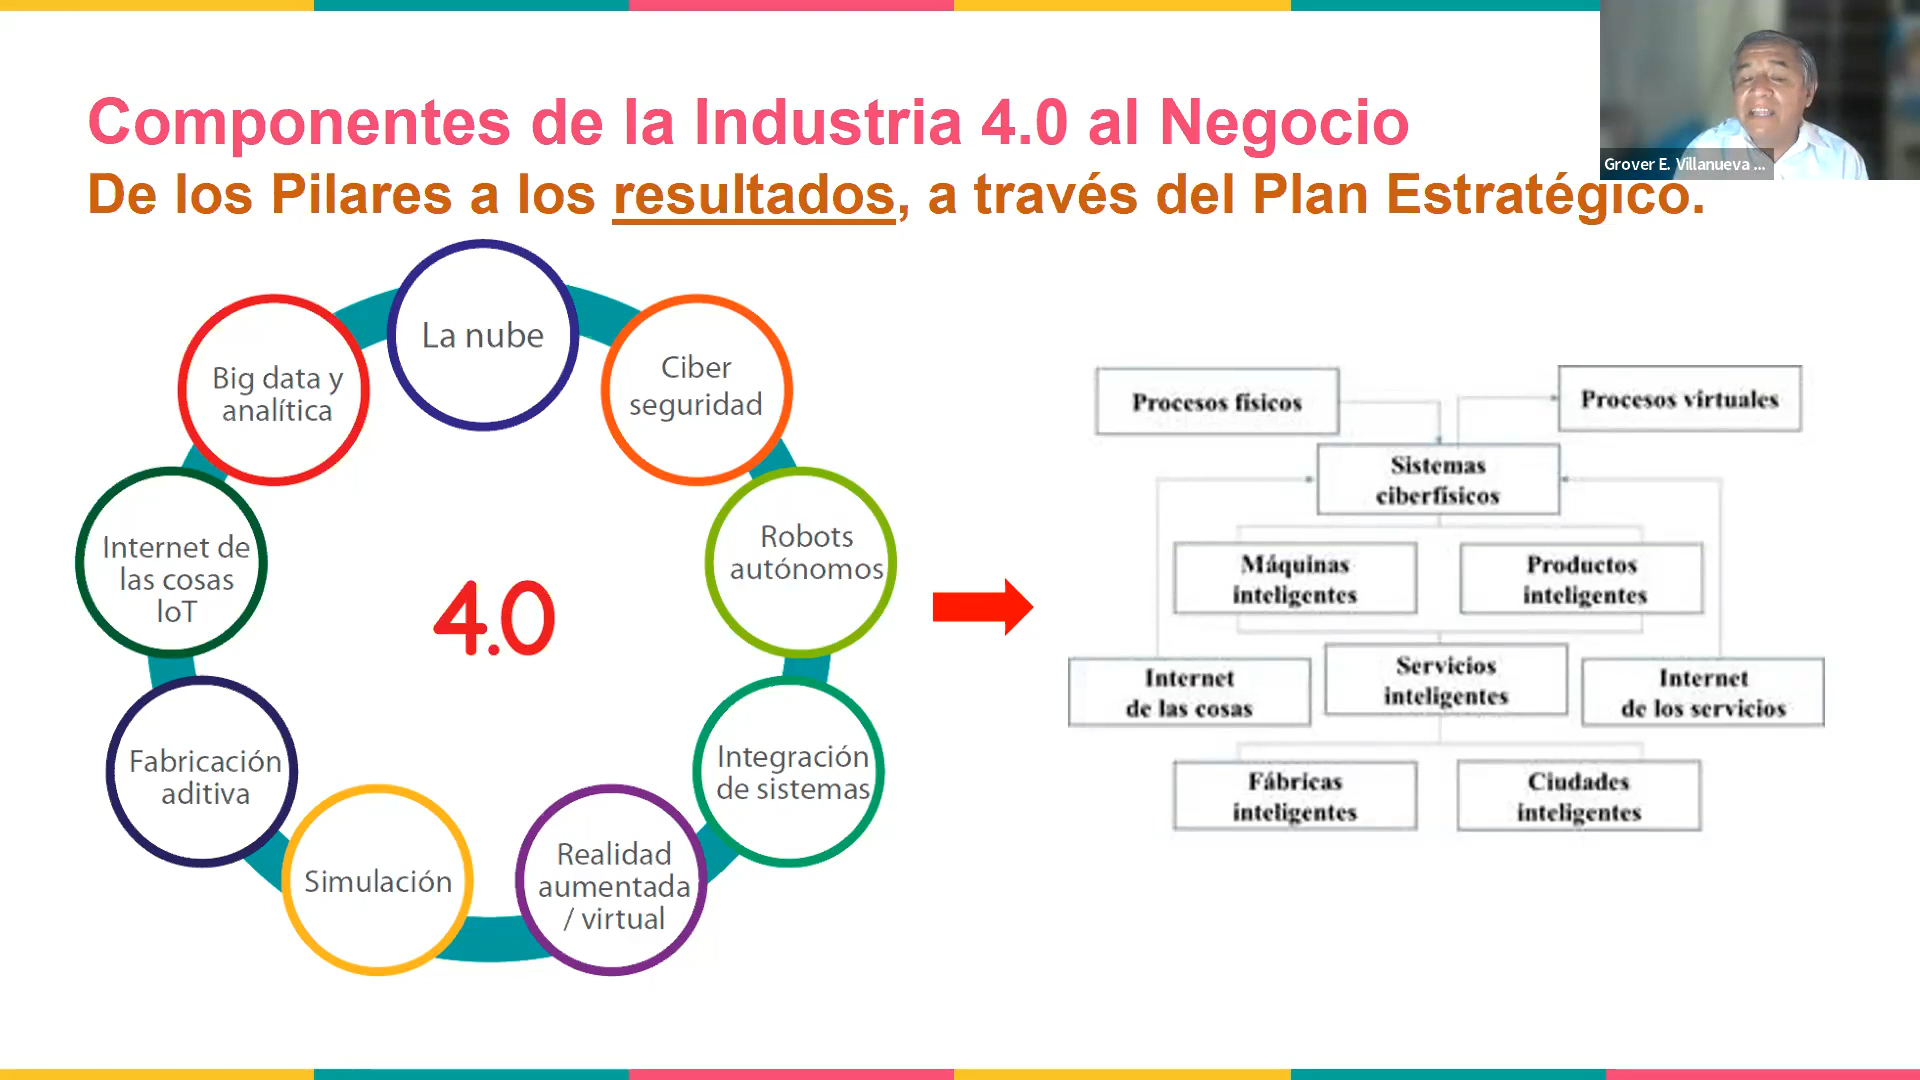 Componentes de la Industria 4.0 al Negocio
De los Pilares a los resultados, a través del Plan Estratégico.
Grover E. Villanueva ...
La nube
Big data y
analítica
Ciber
seguridad
Internet de
las cosas
IoT
Robots
autónomos
4.0
Fabricación
aditiva
Integración
de sistemas
Simulación
Realidad
aumentada
/ virtual
Procesos físicos
Procesos virtuales
Sistemas
ciberfísicos
Máquinas
inteligentes
Productos
inteligentes
Internet
de las cosas
Servicios
inteligentes
Internet
de los servicios
Fábricas
inteligentes
Ciudades
inteligentes